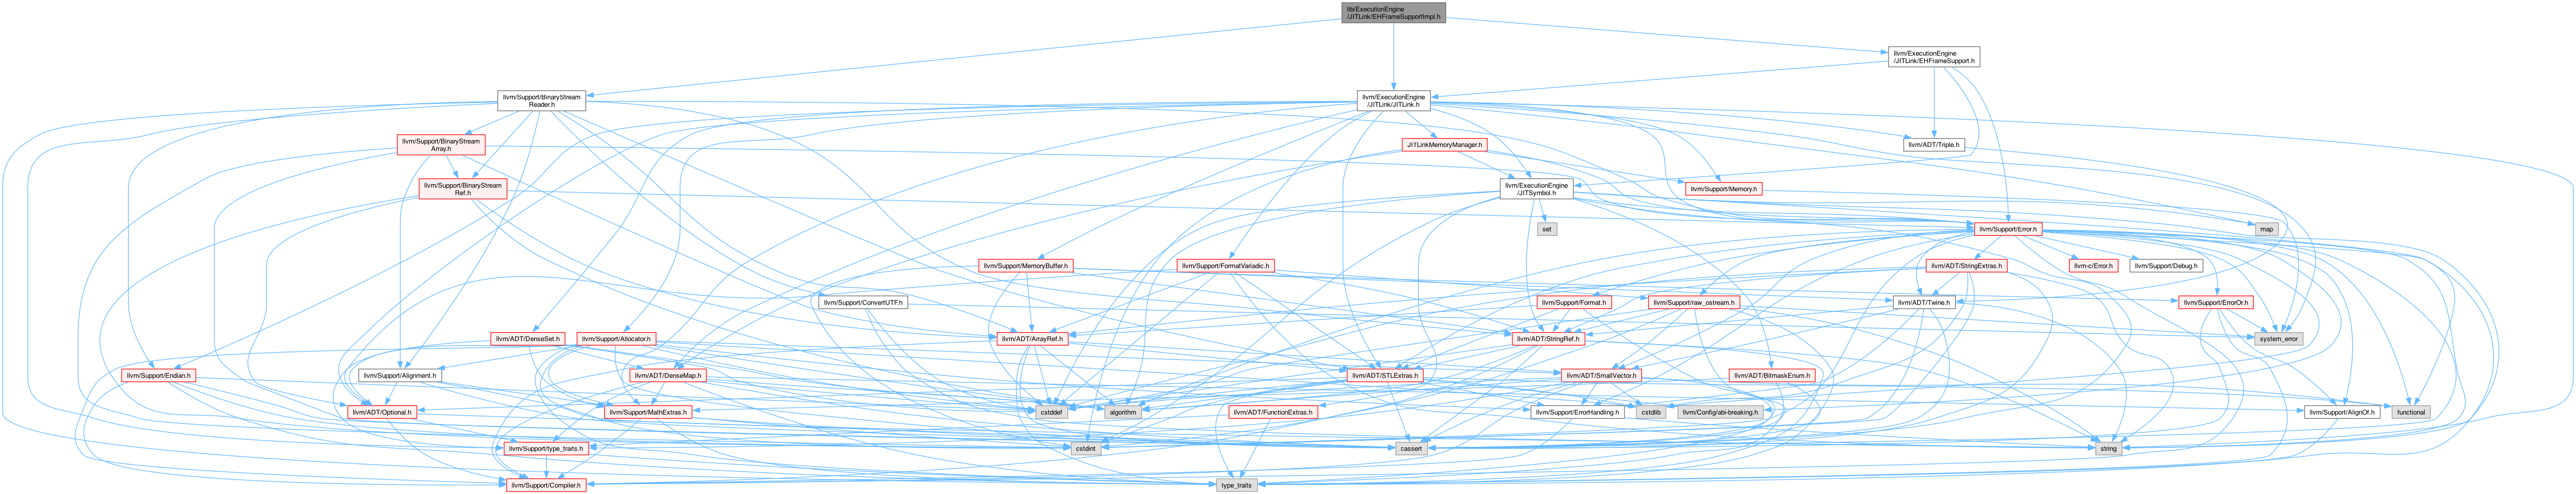 lib/ExecutionEngine
/JITLink/EHFrameSupportImpl.h
llvm/ExecutionEngine
/JITLink/EHFrameSupport.h
llvm/Support/BinaryStream
Reader.h
llvm/ExecutionEngine
/JITLink/JITLink.h
llvm/Support/BinaryStream
Array.h
JITLinkMemoryManager.h
llvm/ADT/Triple.h
llvm/Support/BinaryStream
Ref.h
llvm/ExecutionEngine
/JITSymbol.h
llvm/Support/Memory.h
set
llvm/Support/Error.h
map
llvm/Support/MemoryBuffer.h
llvm/Support/FormatVariadic.h
llvm/ADT/StringExtras.h
llvm-c/Error.h
llvm/Support/Debug.h
llvm/Support/ConvertUTF.h
llvm/Support/Format.h
llvm/Support/raw_ostream.h
llvm/ADT/Twine.h
llvm/Support/ErrorOr.h
llvm/ADT/DenseSet.h
llvm/Support/Allocator.h
llvm/ADT/ArrayRef.h
llvm/ADT/StringRef.h
system_error
llvm/Support/Endian.h
llvm/Support/Alignment.h
llvm/ADT/DenseMap.h
llvm/ADT/STLExtras.h
llvm/ADT/SmallVector.h
llvm/ADT/BitmaskEnum.h
llvm/ADT/Optional.h
llvm/Support/MathExtras.h
cstddef
algorithm
llvm/ADT/FunctionExtras.h
llvm/Support/ErrorHandling.h
cstdlib
llvm/Config/abi-breaking.h
llvm/Support/AlignOf.h
functional
llvm/Support/type_traits.h
cstdint
cassert
string
llvm/Support/Compiler.h
type_traits